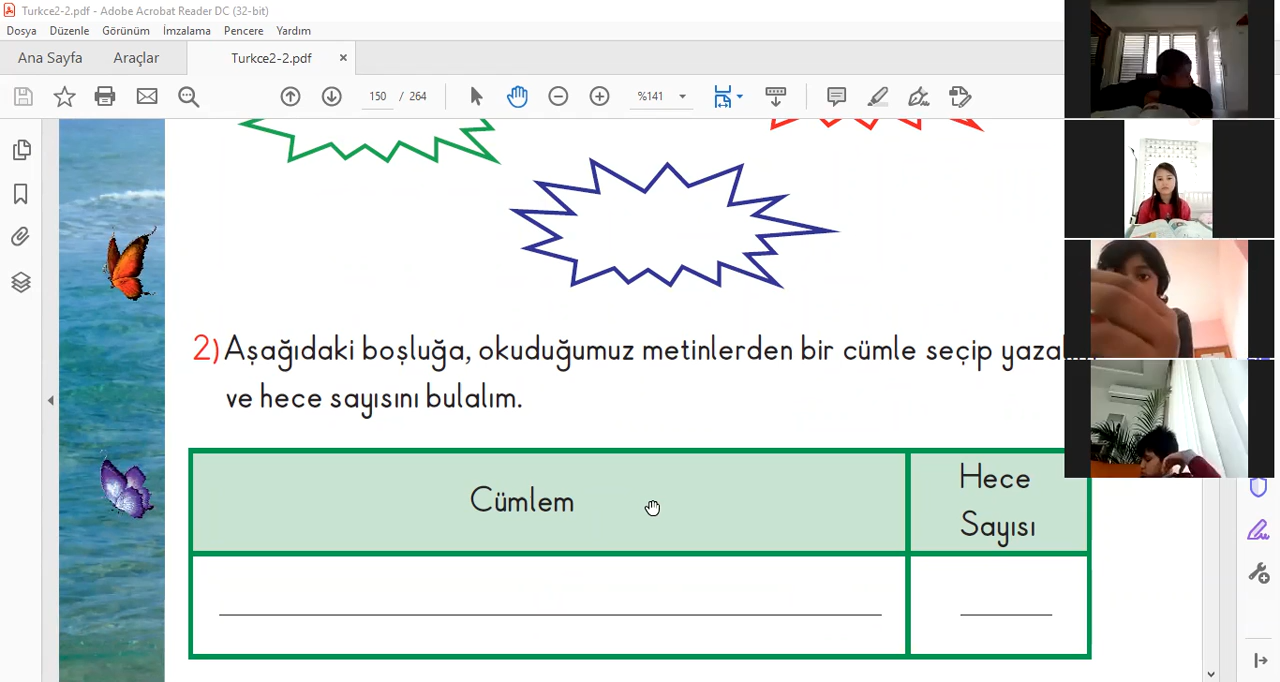 Turkce2-2.pdf - Adobe Acrobat Reader DC (32-bit)
Dosya Düzenle Görünüm İmzalama Pencere Yardım
Ana Sayfa Araçlar Turkce2-2.pdf ×
150 / 264 %141
2) Aşağıdaki boşluğa, okuduğumuz metinlerden bir cümle seçip
ve hece sayısını bulalım.
Cümlem
Hece
Sayısı